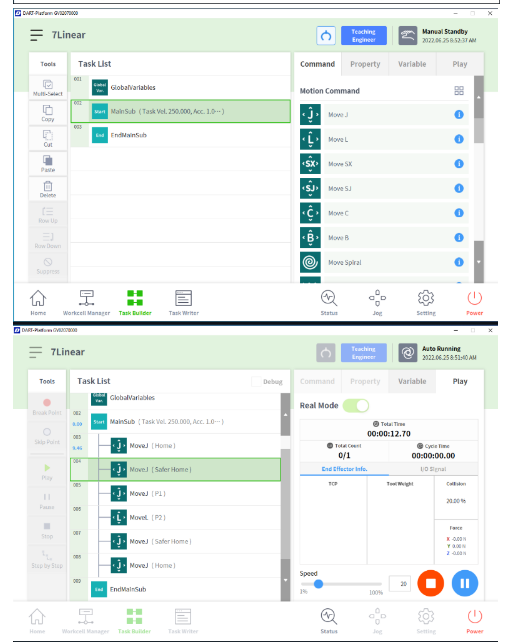 DART-Platform GV02070000
7Linear
Teaching Engineer
Manual Standby
2022.06.25 8:52:37 AM
Tools
Task List
Command Property Variable Play
Multi-Select
Copy
Cut
Paste
Delete
Row Up
Row Down
Suppress
001 Global Var. GlobalVariables
002 Start MainSub ( Task Vel. 250.000, Acc. 1.0··· )
003 End EndMainSub
Motion Command
J Move J
L Move L
SX Move SX
SJ Move SJ
C Move C
B Move B
Move Spiral
Home Workcell Manager Task Builder Task Writer Status Jog Setting Power
DART-Platform GV02070000
7Linear
Teaching Engineer
Auto Running
2022.06.25 8:51:40 AM
Tools
Task List
Debug
Command Property Variable Play
Break Point
Skip Point
Play
Pause
Stop
Step by Step
Global Var. GlobalVariables
002 0.00 Start MainSub ( Task Vel. 250.000, Acc. 1.0··· )
003 J MoveJ ( Home )
004 J MoveJ ( Safer Home )
005 J MoveJ ( P1 )
006 L MoveL ( P2 )
J MoveJ ( Safer Home )
J MoveJ ( Home )
End EndMainSub
Real Mode
Total Time
00:00:12.70
Total Count
0/1
Cycle Time
00:00:00.00
End Effector Info. I/O Signal
TCP Tool Weight Collision
20.00 %
Force
X -0.00 N
Y 0.00 N
Z -0.00 N
Speed
1% 100% 20
Home Workcell Manager Task Builder Task Writer Status Jog Setting Power